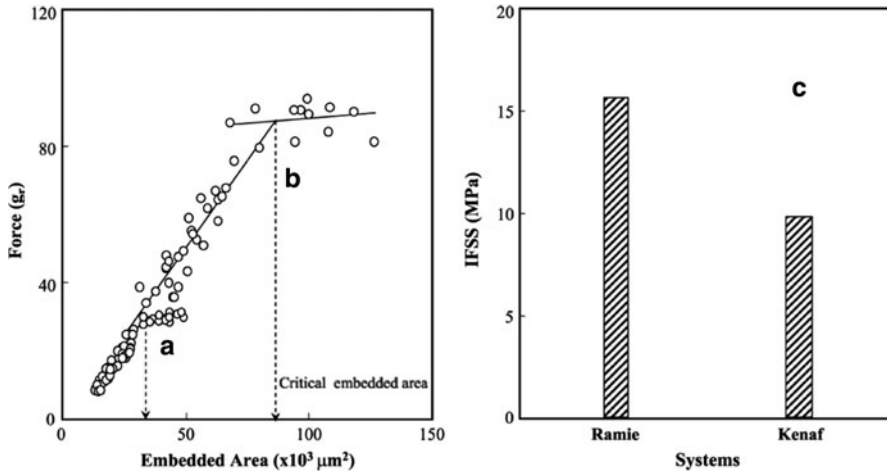 120
80
40
0
Force (gr)
0
50
100
150
Embedded Area (x10³ μm²)
a
b
Critical embedded area
20
15
10
5
0
IFSS (MPa)
c
Ramie
Kenaf
Systems